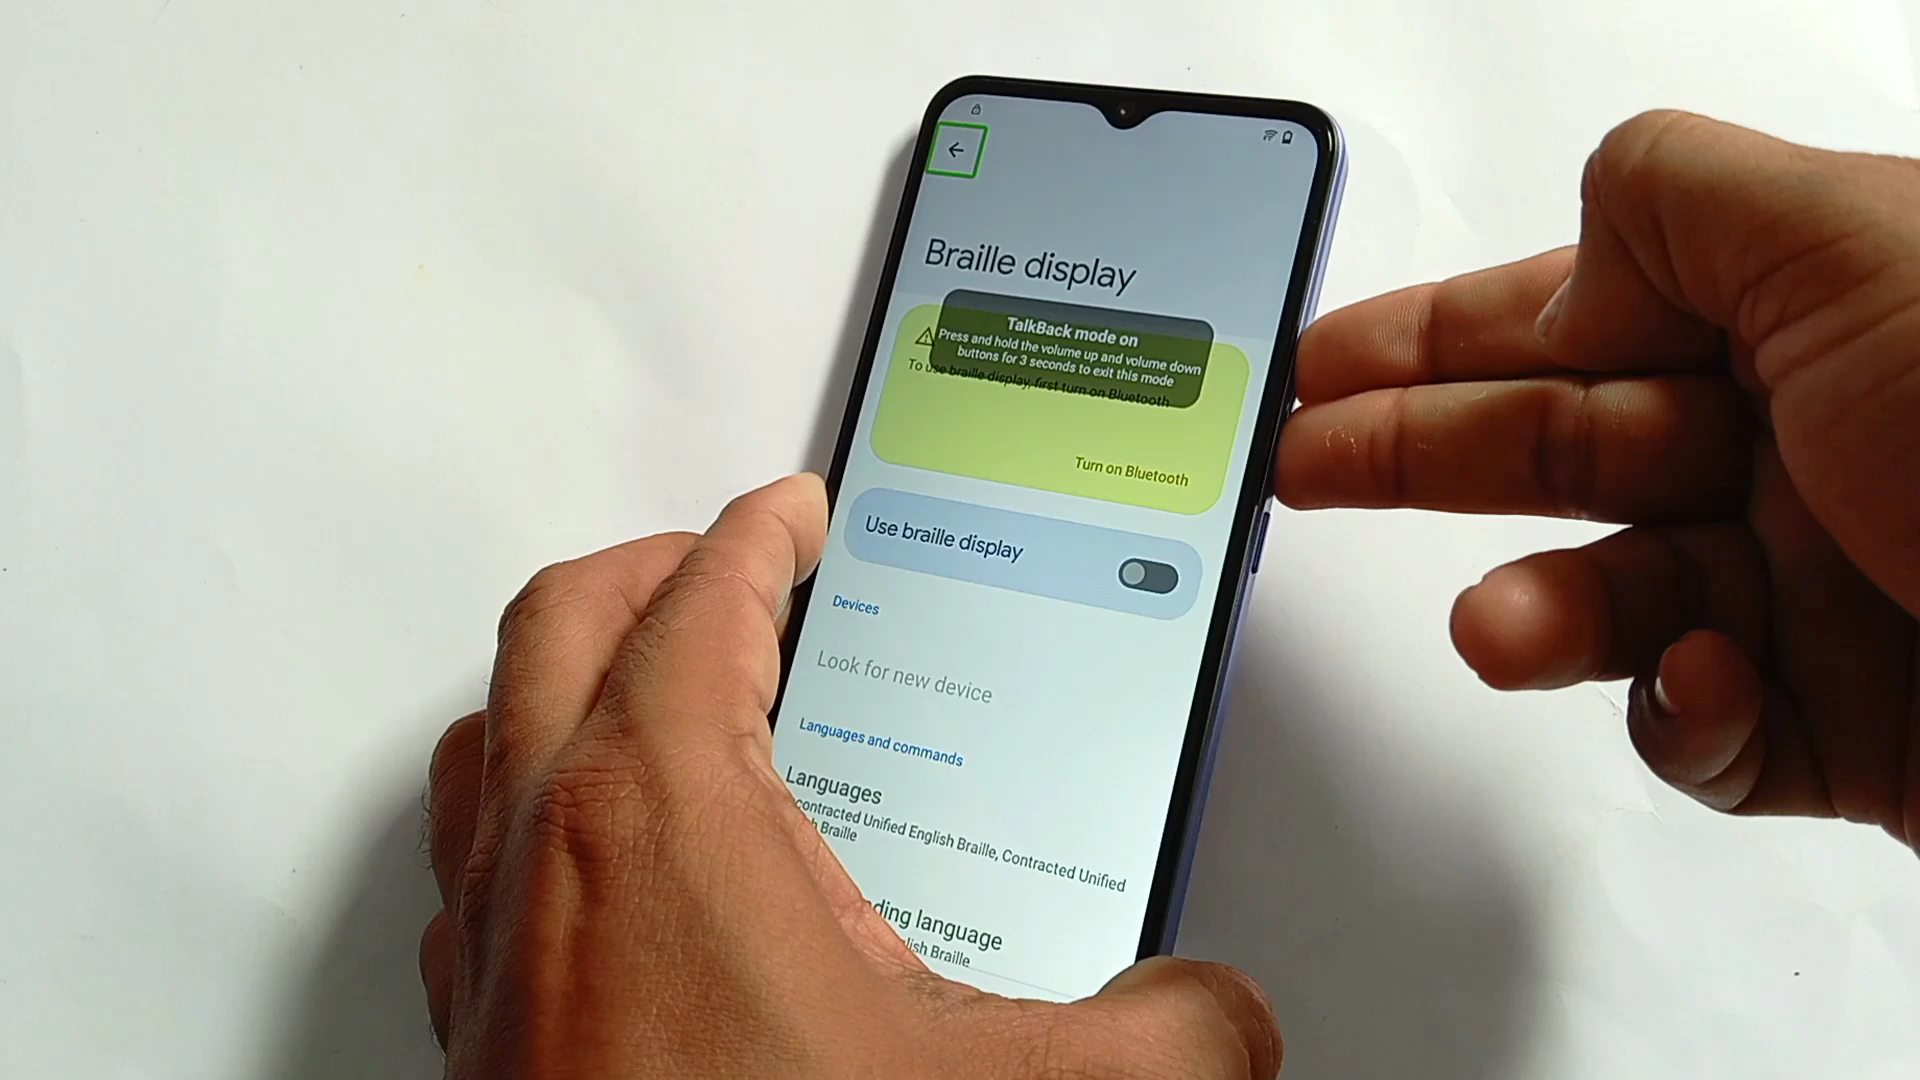 Braille display
TalkBack mode on
Press and hold the volume up and volume down
buttons for 3 seconds to exit this mode
To use braille display, first turn on Bluetooth
Turn on Bluetooth
Use braille display
Devices
Look for new device
Languages and commands
Languages
contracted Unified English Braille, Contracted Unified
h Braille
ding language
lish Braille